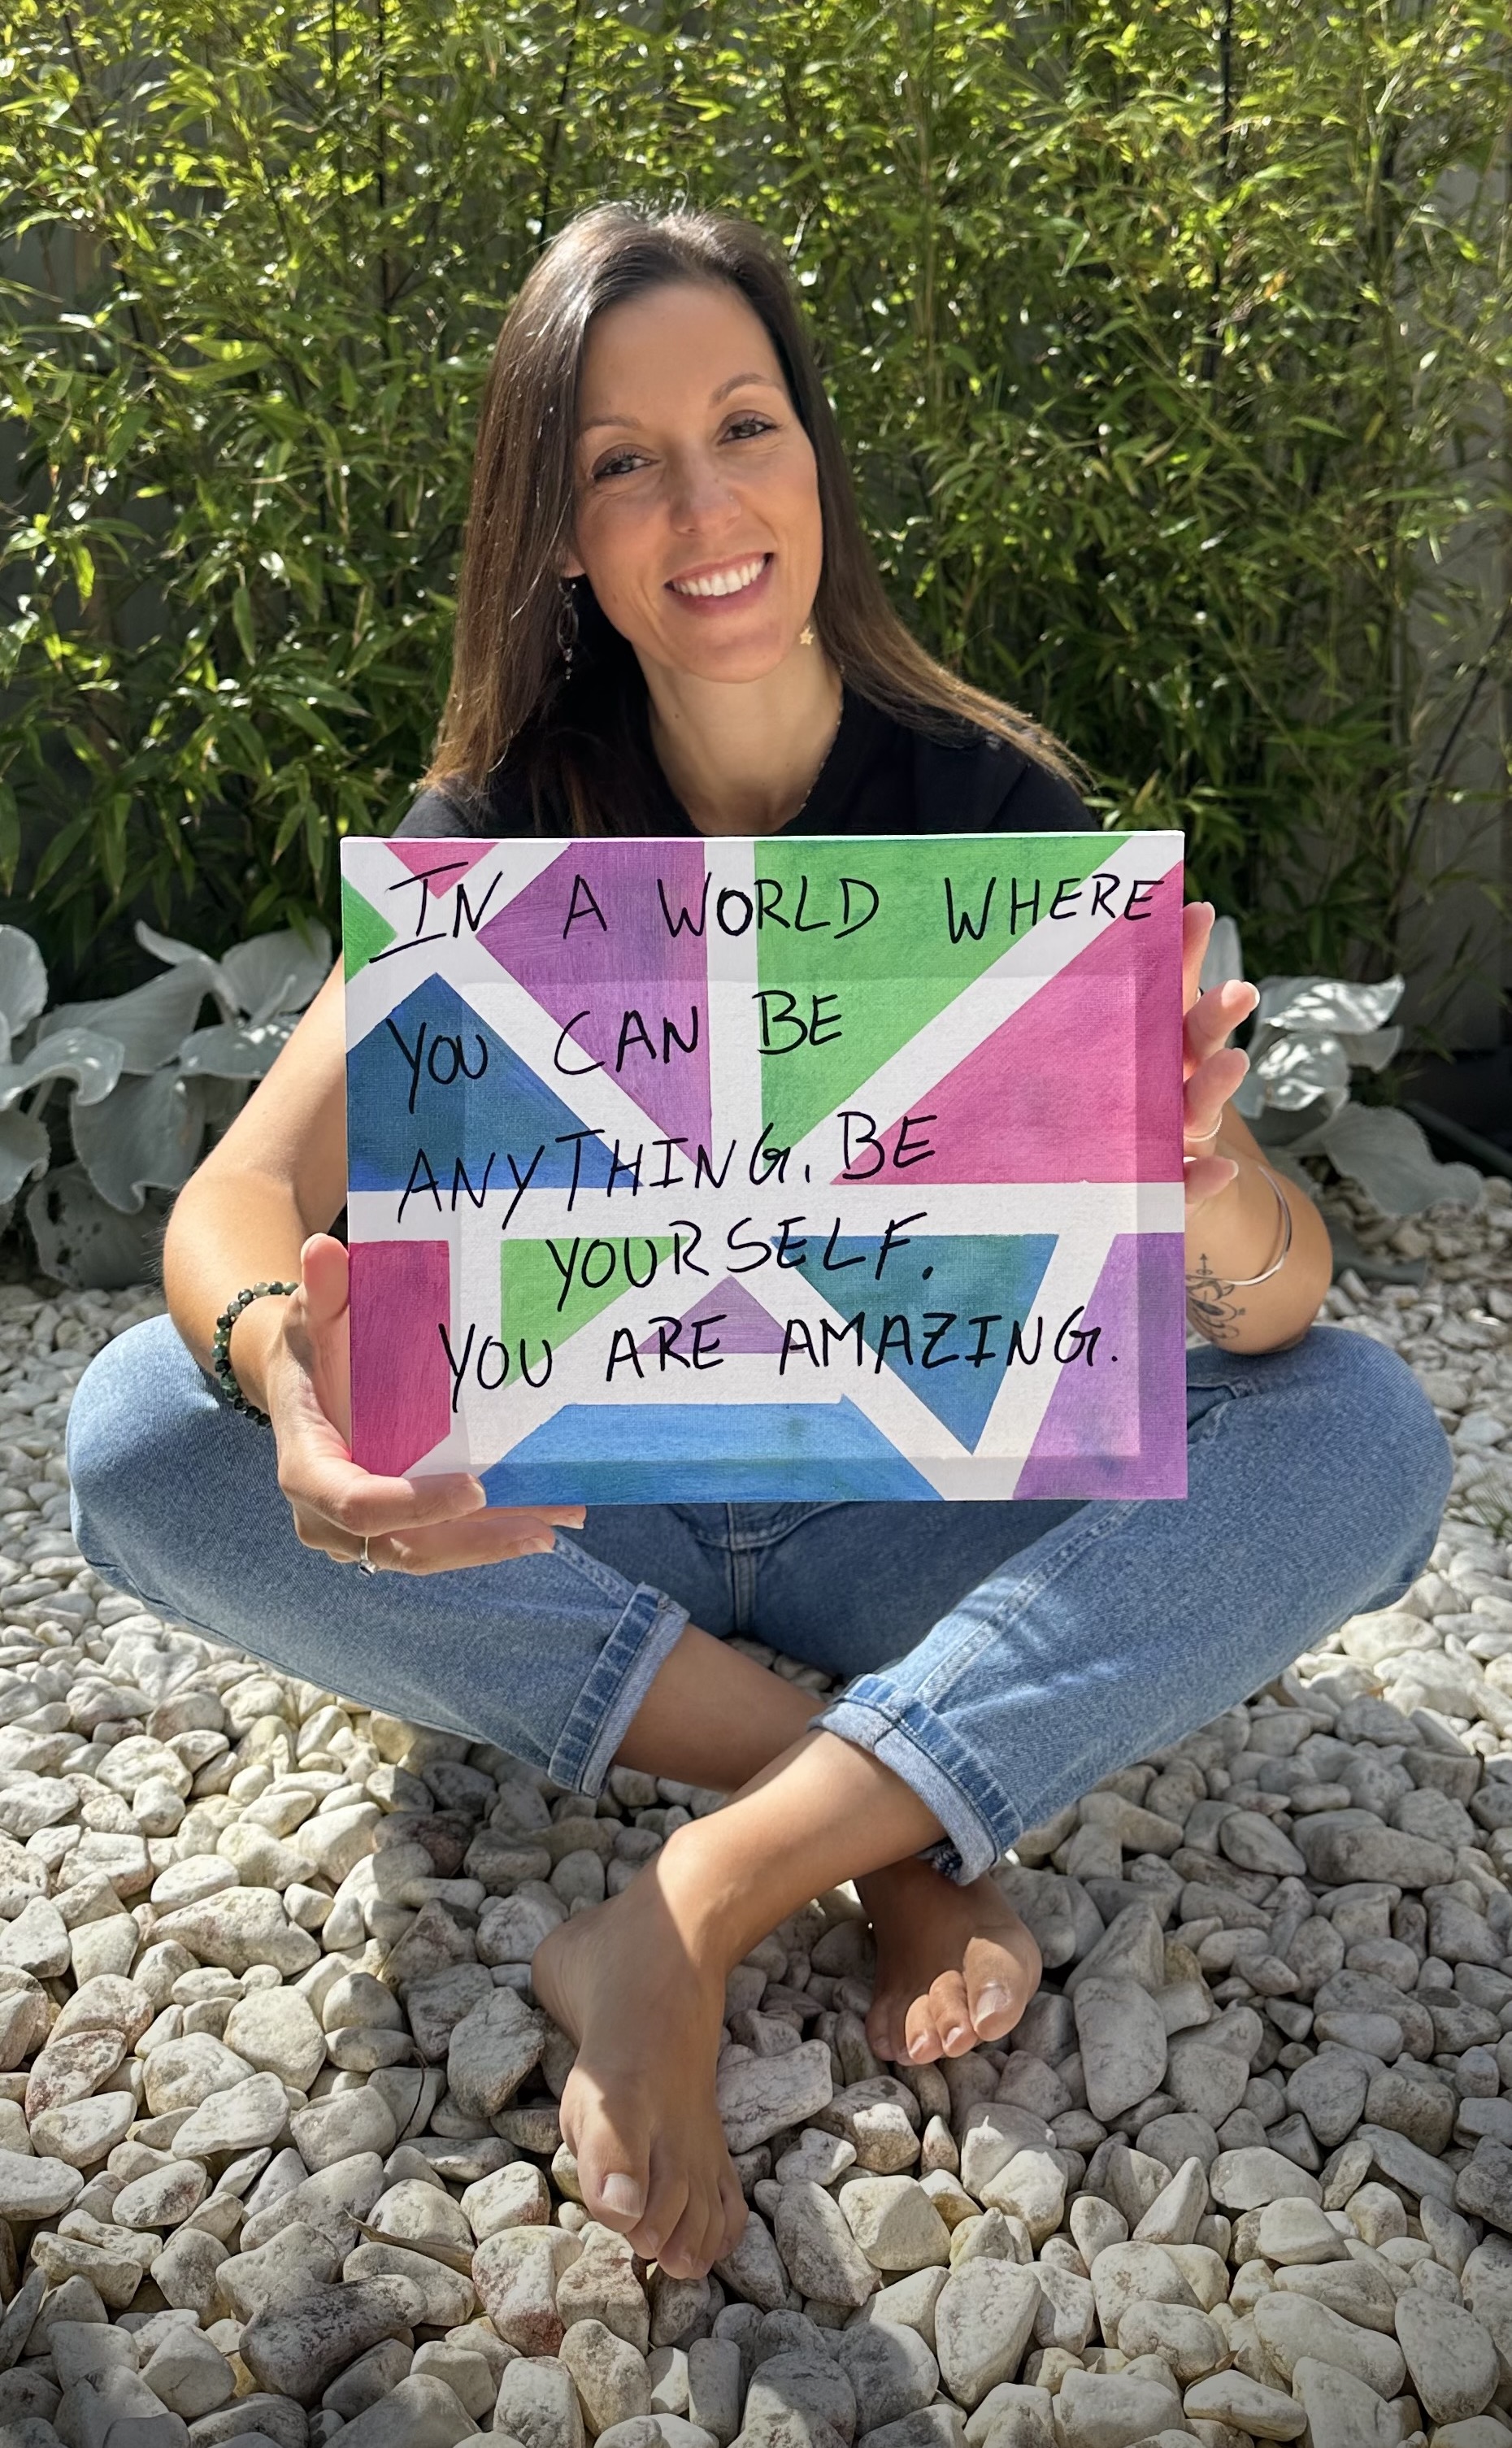 IN A WORLD WHERE
YOU CAN BE
ANYTHING, BE
YOURSELF.
YOU ARE AMAZING.